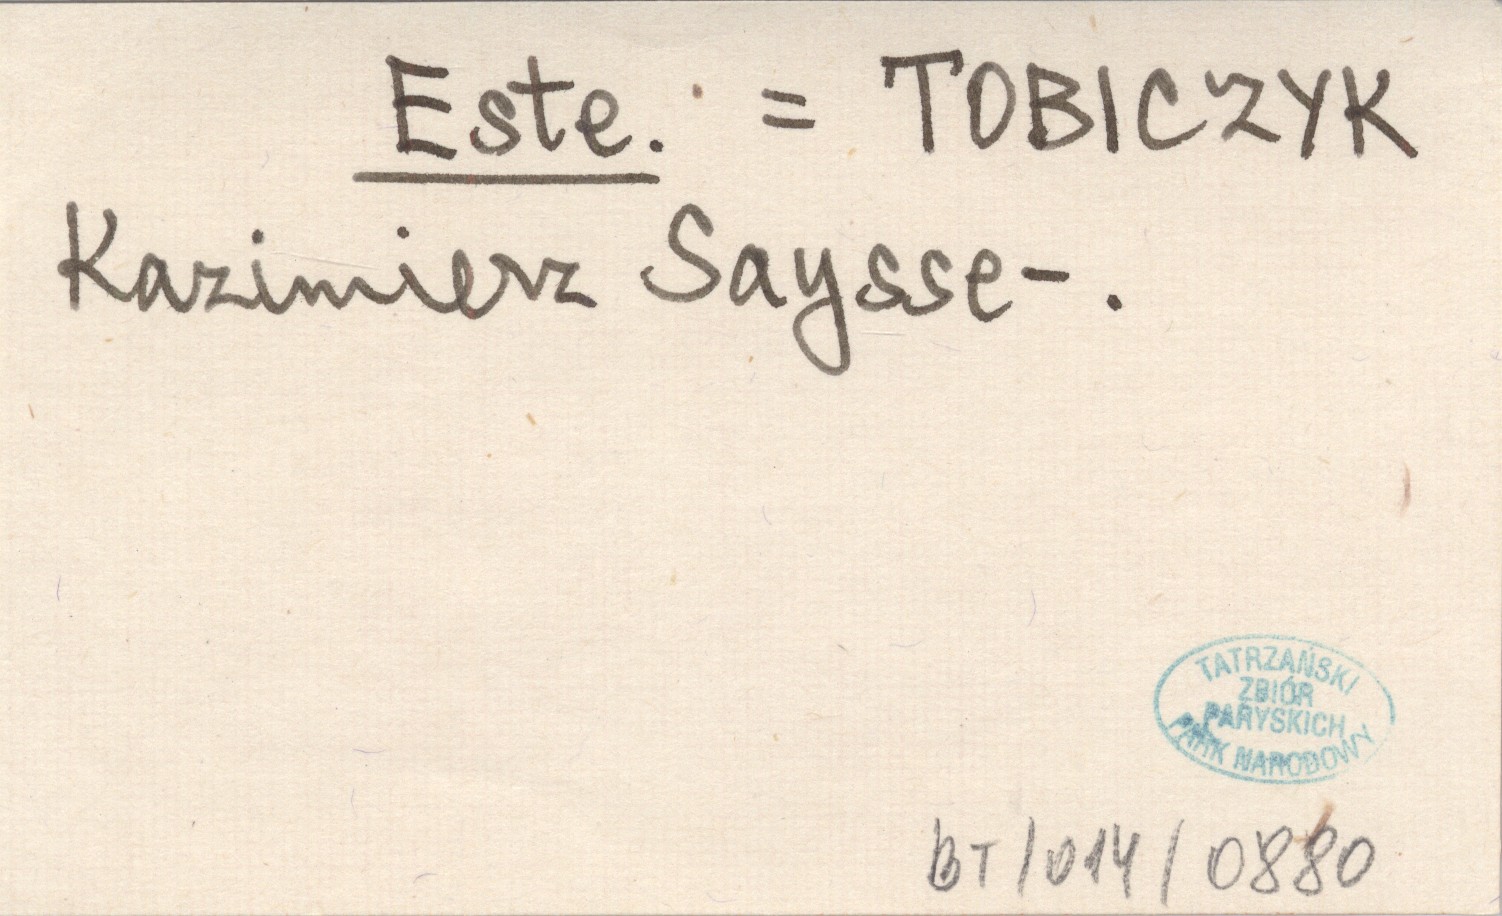 Este. = TOBICZYK
Kazimierz Saysse-.
TATRZAŃSKI
ZBIÓR
PARYSKICH
PARK NARODOWY
BT/014/0880